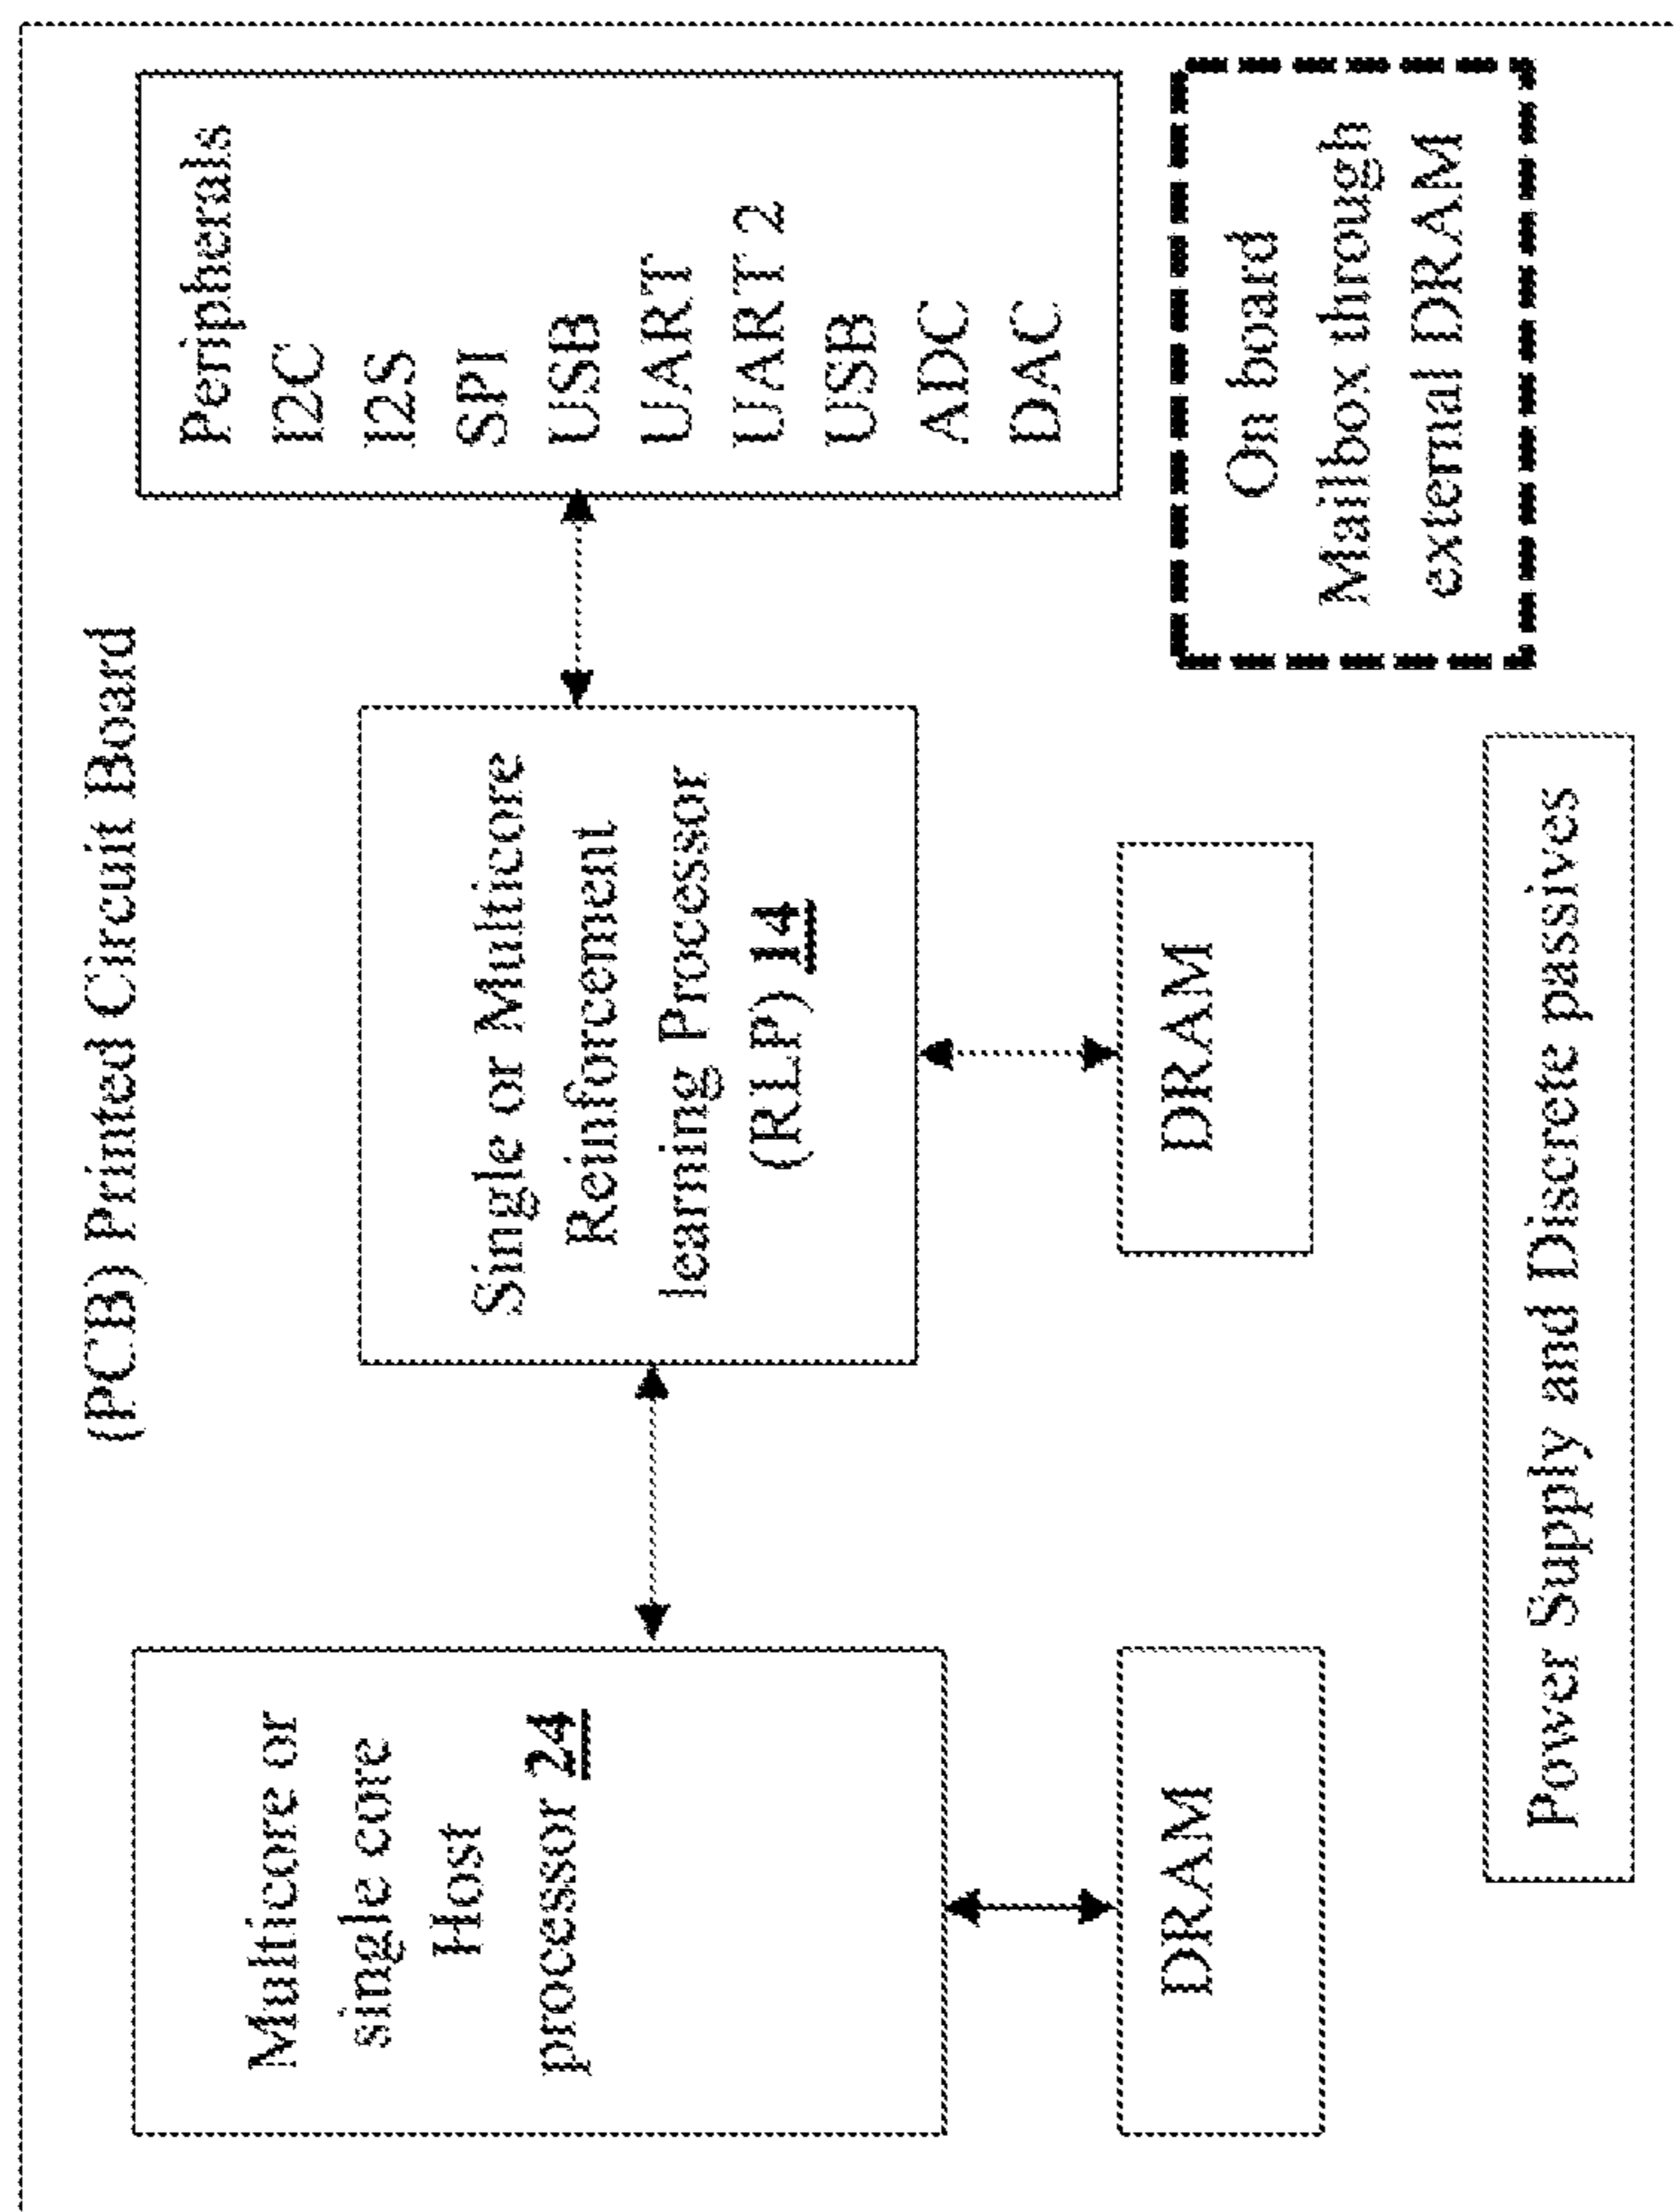 (PCB) Printed Circuit Board
Multicore or
single core
Host
processor 24
Single or Multicore
Reinforcement
learning Processor
(RLP) 14
Peripherals
I2C
I2S
SPI
USB
UART
UART 2
USB
ADC
DAC
DRAM
DRAM
On board
Mailbox through
external DRAM
Power Supply and Discrete passives